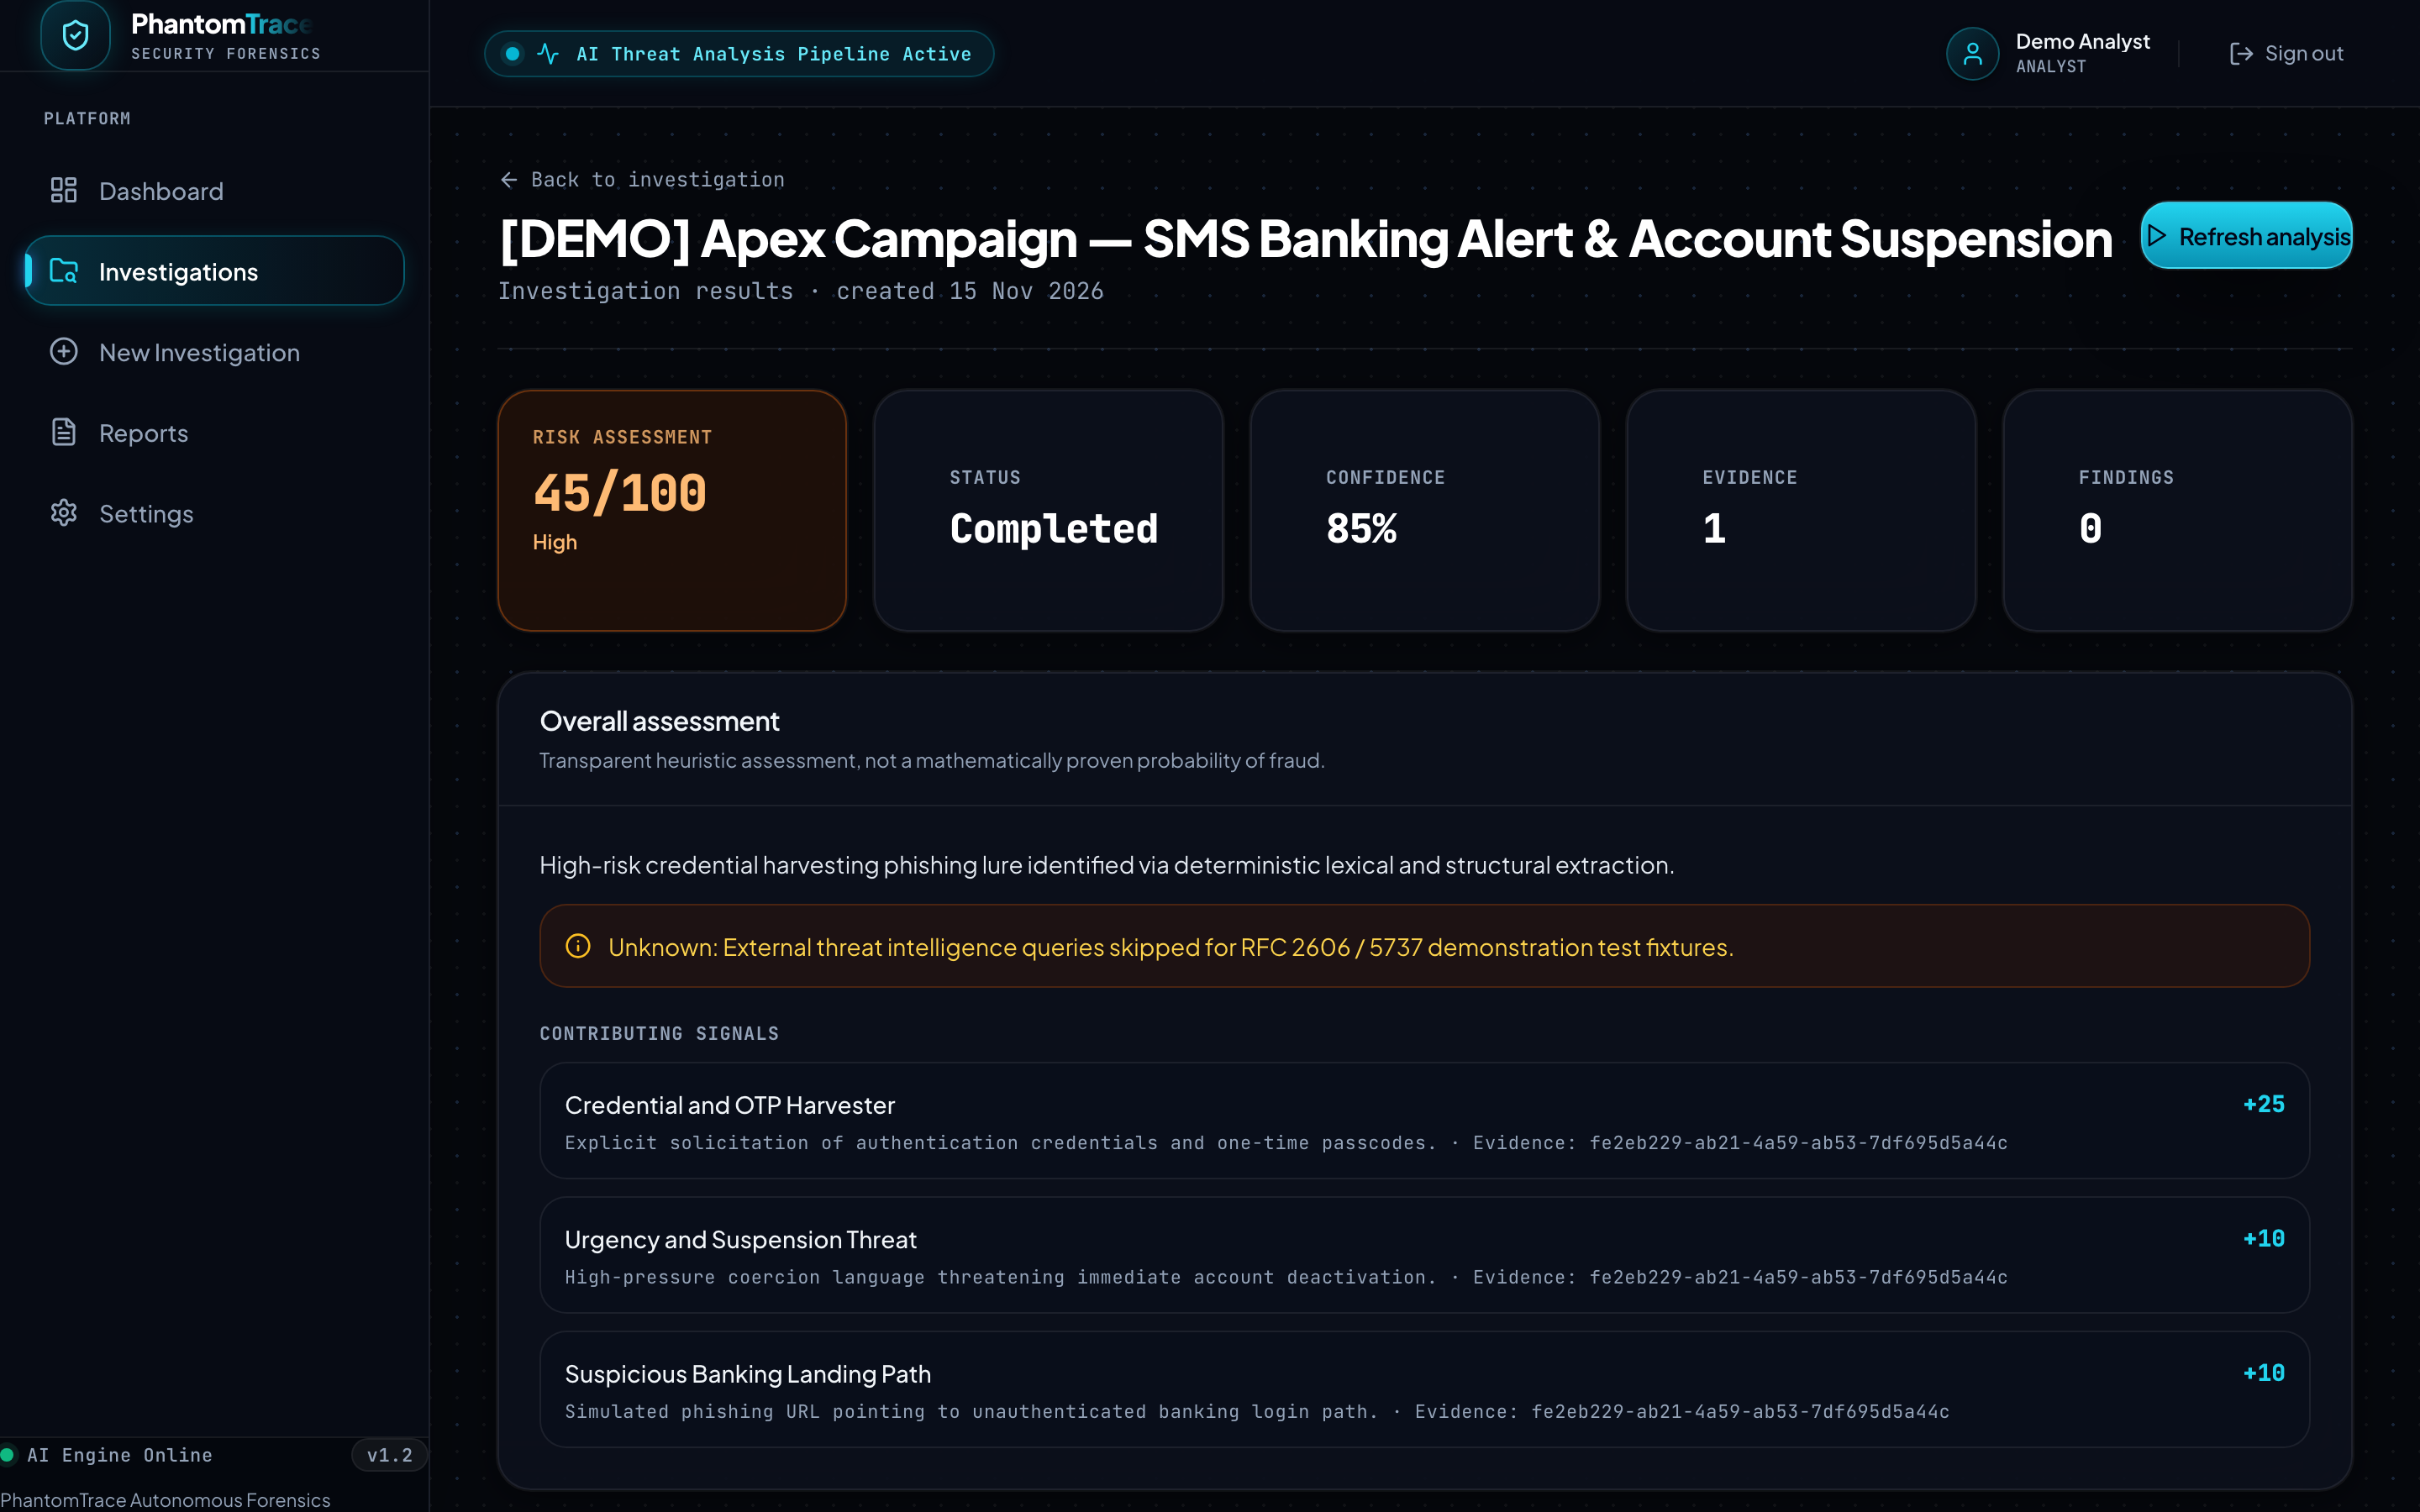 PhantomTrace
SECURITY FORENSICS
PLATFORM
Dashboard
Investigations
New Investigation
Reports
Settings
AI Engine Online
v1.2
PhantomTrace Autonomous Forensics
AI Threat Analysis Pipeline Active
Demo Analyst
ANALYST
Sign out
Back to investigation
[DEMO] Apex Campaign — SMS Banking Alert & Account Suspension
Refresh analysis
Investigation results · created 15 Nov 2026
RISK ASSESSMENT
45/100
High
STATUS
Completed
CONFIDENCE
85%
EVIDENCE
1
FINDINGS
0
Overall assessment
Transparent heuristic assessment, not a mathematically proven probability of fraud.
High-risk credential harvesting phishing lure identified via deterministic lexical and structural extraction.
Unknown: External threat intelligence queries skipped for RFC 2606 / 5737 demonstration test fixtures.
CONTRIBUTING SIGNALS
Credential and OTP Harvester
+25
Explicit solicitation of authentication credentials and one-time passcodes. · Evidence: fe2eb229-ab21-4a59-ab53-7df695d5a44c
Urgency and Suspension Threat
+10
High-pressure coercion language threatening immediate account deactivation. · Evidence: fe2eb229-ab21-4a59-ab53-7df695d5a44c
Suspicious Banking Landing Path
+10
Simulated phishing URL pointing to unauthenticated banking login path. · Evidence: fe2eb229-ab21-4a59-ab53-7df695d5a44c